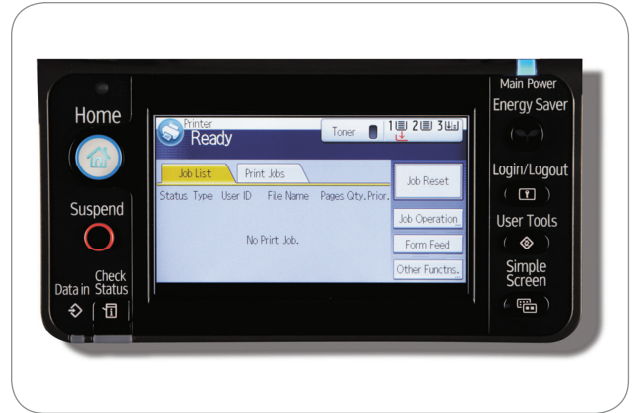 Main Power
Energy Saver
Home
Printer
Ready
Toner
1 2 3
Job List
Print Jobs
Job Reset
Login/Logout
Status Type User ID File Name Pages Qty. Prior.
Suspend
Job Operation
User Tools
No Print Job.
Form Feed
Check
Data in Status
Other Functns.
Simple
Screen